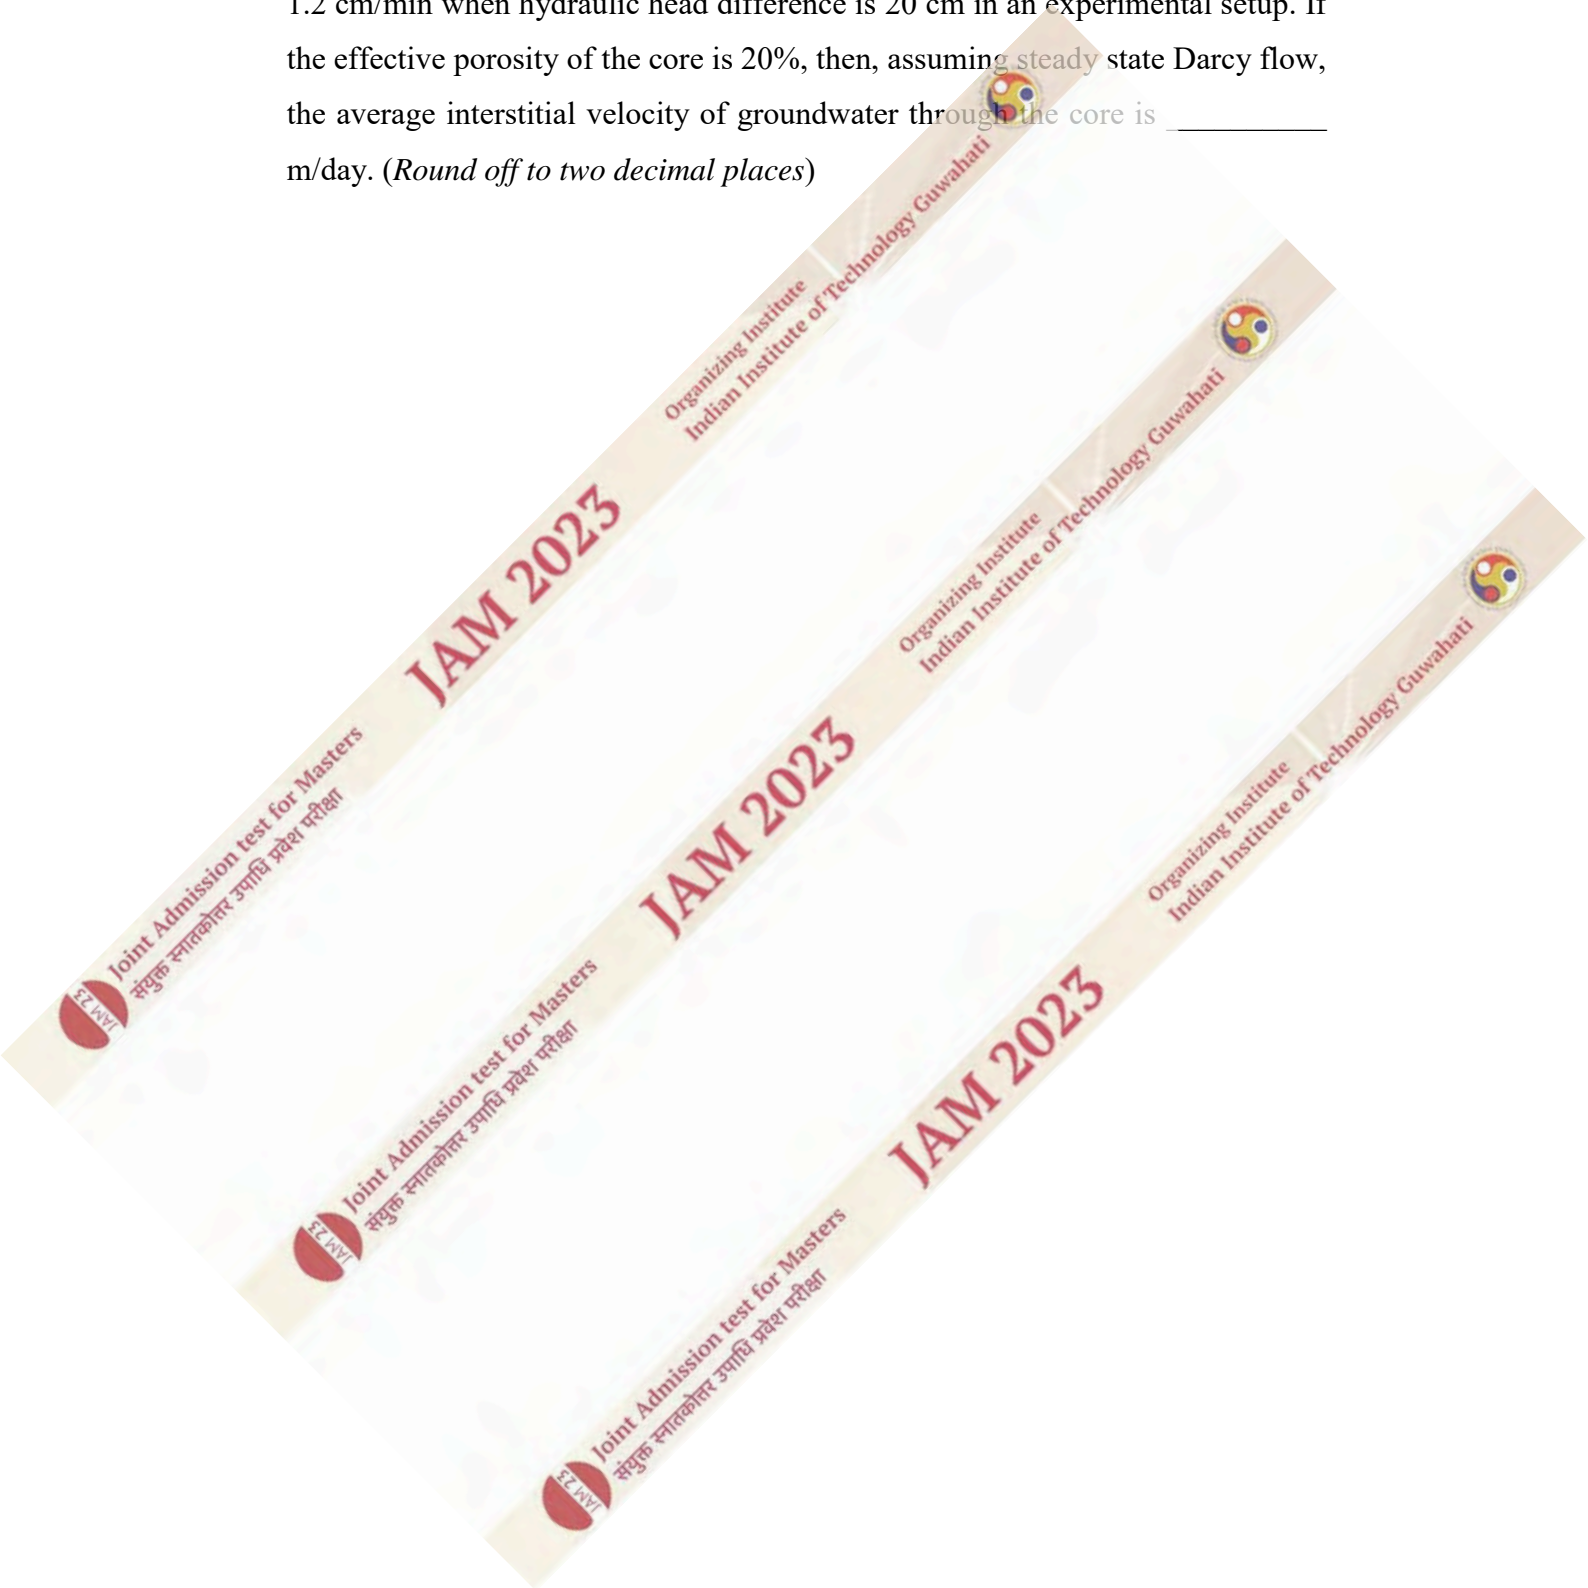 1.2 cm/min when hydraulic head difference is 20 cm in an experimental setup. If
the effective porosity of the core is 20%, then, assuming steady state Darcy flow,
the average interstitial velocity of groundwater through the core is __________
m/day. (Round off to two decimal places)
Organizing Institute
Indian Institute of Technology Guwahati
JAM 2023
Joint Admission test for Masters
संयुक्त स्नातकोत्तर उपाधि प्रवेश परीक्षा
JAM 23
Organizing Institute
Indian Institute of Technology Guwahati
JAM 2023
Joint Admission test for Masters
संयुक्त स्नातकोत्तर उपाधि प्रवेश परीक्षा
JAM 23
Organizing Institute
Indian Institute of Technology Guwahati
JAM 2023
Joint Admission test for Masters
संयुक्त स्नातकोत्तर उपाधि प्रवेश परीक्षा
JAM 23